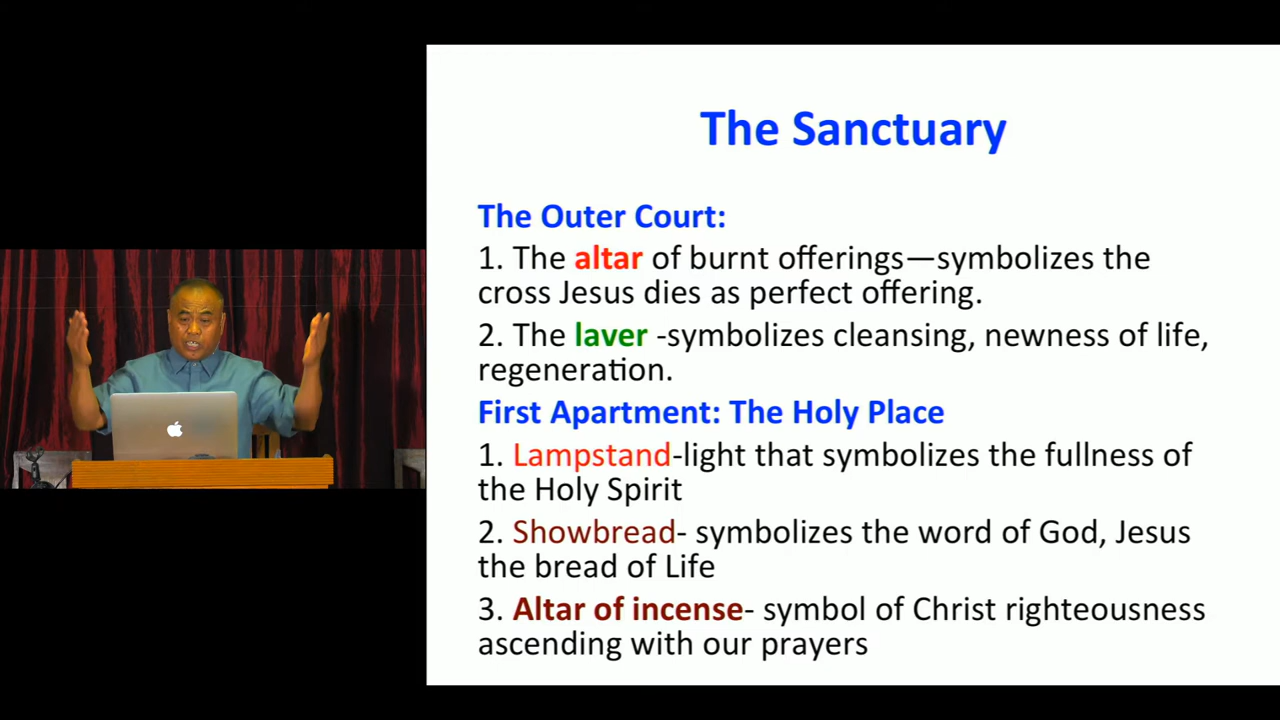 The Sanctuary
The Outer Court:
1. The altar of burnt offerings—symbolizes the
cross Jesus dies as perfect offering.
2. The laver -symbolizes cleansing, newness of life,
regeneration.
First Apartment: The Holy Place
1. Lampstand-light that symbolizes the fullness of
the Holy Spirit
2. Showbread- symbolizes the word of God, Jesus
the bread of Life
3. Altar of incense- symbol of Christ righteousness
ascending with our prayers